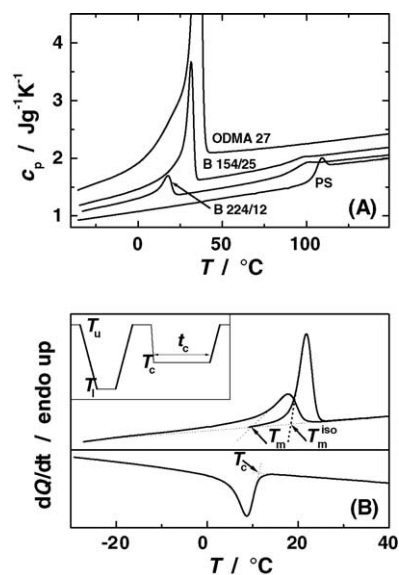 4
3
2
1
c_p / Jg⁻¹K⁻¹
ODMA 27
B 154/25
B 224/12
PS
(A)
0 50 100
T / °C
dQ/dt / endo up
T_u
T_l
t_c
T_c
T_m
T_m^iso
T_c
(B)
-20 0 20 40
T / °C